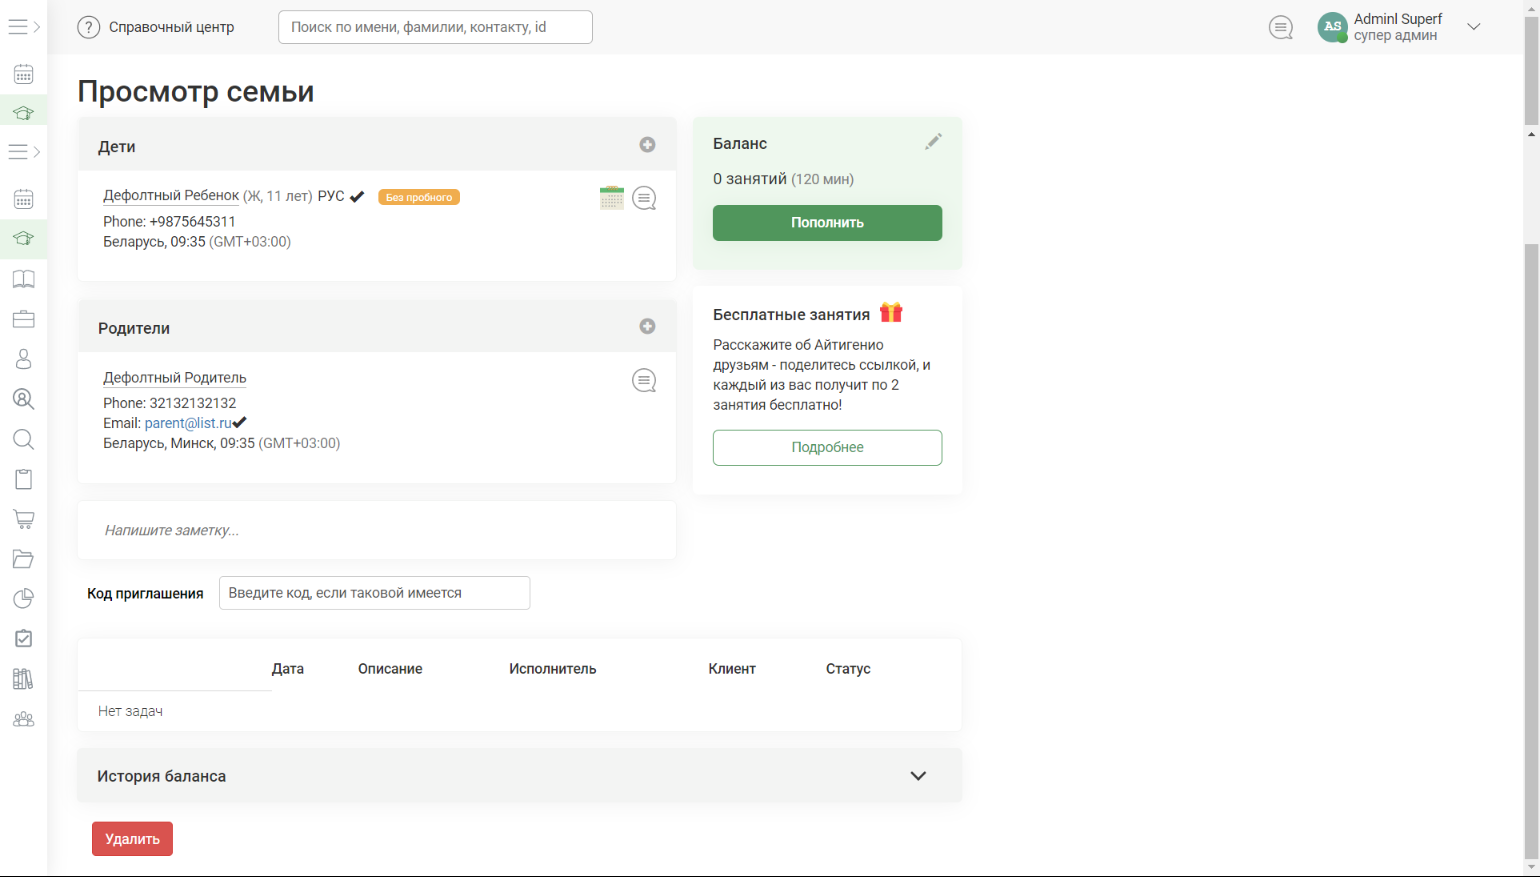 Справочный центр
Поиск по имени, фамилии, контакту, id
AS
Adminl Superf
супер админ
Просмотр семьи
Дети
Дефолтный Ребенок (Ж, 11 лет) РУС
Без пробного
Phone: +9875645311
Беларусь, 09:35 (GMT+03:00)
Родители
Дефолтный Родитель
Phone: 32132132132
Email: parent@list.ru
Беларусь, Минск, 09:35 (GMT+03:00)
Напишите заметку...
Баланс
0 занятий (120 мин)
Пополнить
Бесплатные занятия
Расскажите об Айтигенио
друзьям - поделитесь ссылкой, и
каждый из вас получит по 2
занятия бесплатно!
Подробнее
Код приглашения
Введите код, если таковой имеется
Дата Описание Исполнитель Клиент Статус
Нет задач
История баланса
Удалить